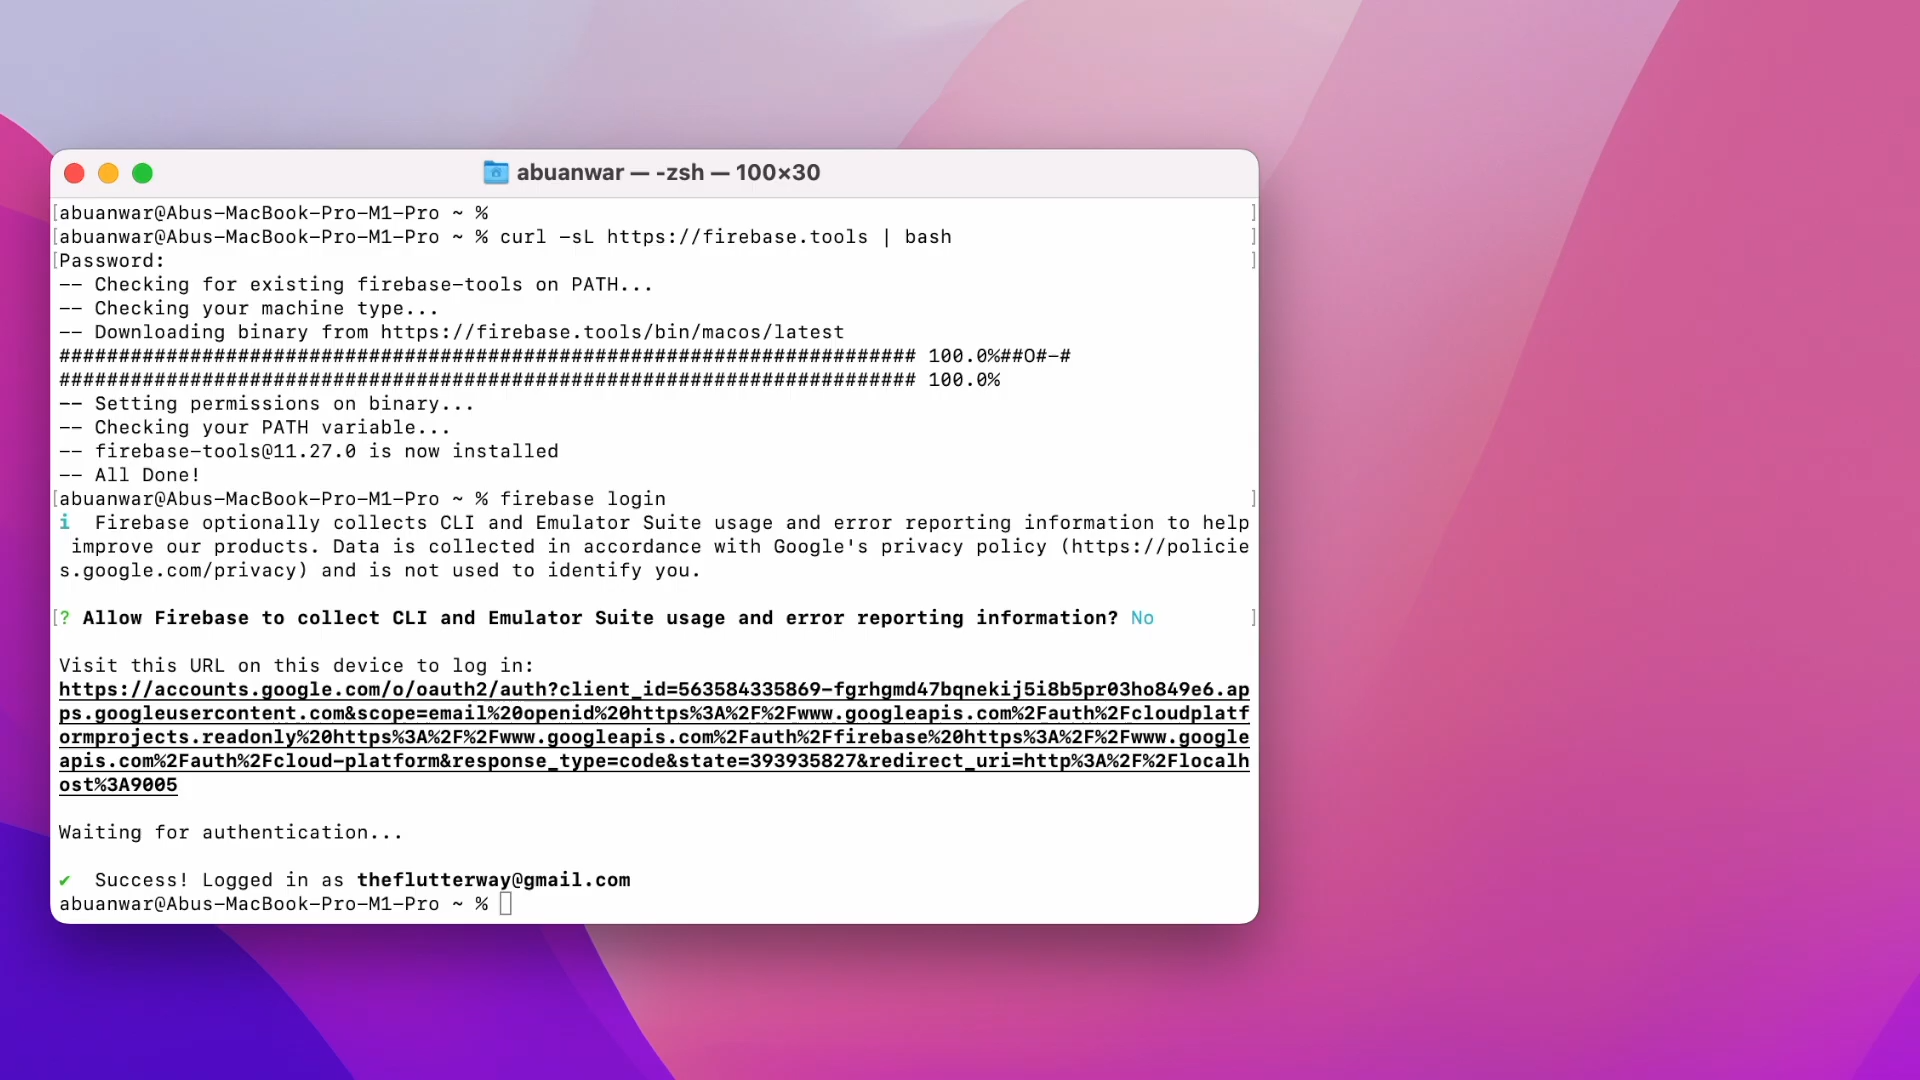 abuanwar — -zsh — 100×30
[abuanwar@Abus-MacBook-Pro-M1-Pro ~ % ]
[abuanwar@Abus-MacBook-Pro-M1-Pro ~ % curl -sL https://firebase.tools | bash ]
[Password: ]
-- Checking for existing firebase-tools on PATH...
-- Checking your machine type...
-- Downloading binary from https://firebase.tools/bin/macos/latest
######################################################################## 100.0%##O#-#
######################################################################## 100.0%
-- Setting permissions on binary...
-- Checking your PATH variable...
-- firebase-tools@11.27.0 is now installed
-- All Done!
[abuanwar@Abus-MacBook-Pro-M1-Pro ~ % firebase login ]
i  Firebase optionally collects CLI and Emulator Suite usage and error reporting information to help
 improve our products. Data is collected in accordance with Google's privacy policy (https://policie
s.google.com/privacy) and is not used to identify you.
[? Allow Firebase to collect CLI and Emulator Suite usage and error reporting information? No ]
Visit this URL on this device to log in:
https://accounts.google.com/o/oauth2/auth?client_id=563584335869-fgrhgmd47bqnekij5i8b5pr03ho849e6.ap
ps.googleusercontent.com&scope=email%20openid%20https%3A%2F%2Fwww.googleapis.com%2Fauth%2Fcloudplatf
ormprojects.readonly%20https%3A%2F%2Fwww.googleapis.com%2Fauth%2Ffirebase%20https%3A%2F%2Fwww.google
apis.com%2Fauth%2Fcloud-platform&response_type=code&state=393935827&redirect_uri=http%3A%2F%2Flocalh
ost%3A9005
Waiting for authentication...
✔  Success! Logged in as theflutterway@gmail.com
abuanwar@Abus-MacBook-Pro-M1-Pro ~ %